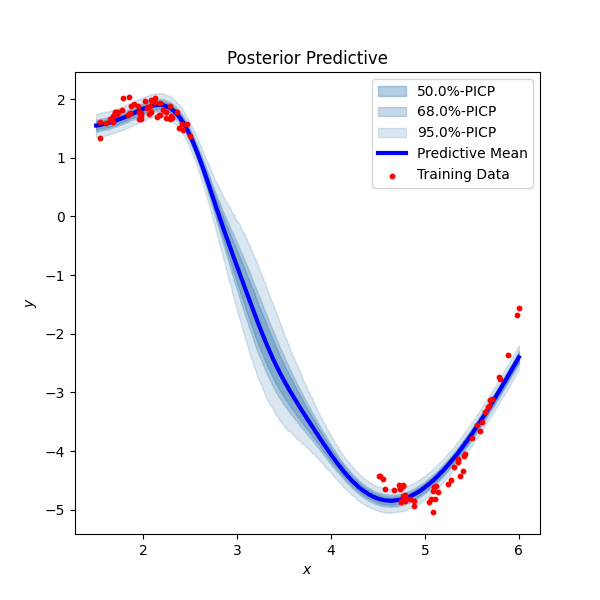 Posterior Predictive
50.0%-PICP
68.0%-PICP
95.0%-PICP
Predictive Mean
Training Data
2
1
0
−1
−2
−3
−4
−5
y
2 3 4 5 6
x